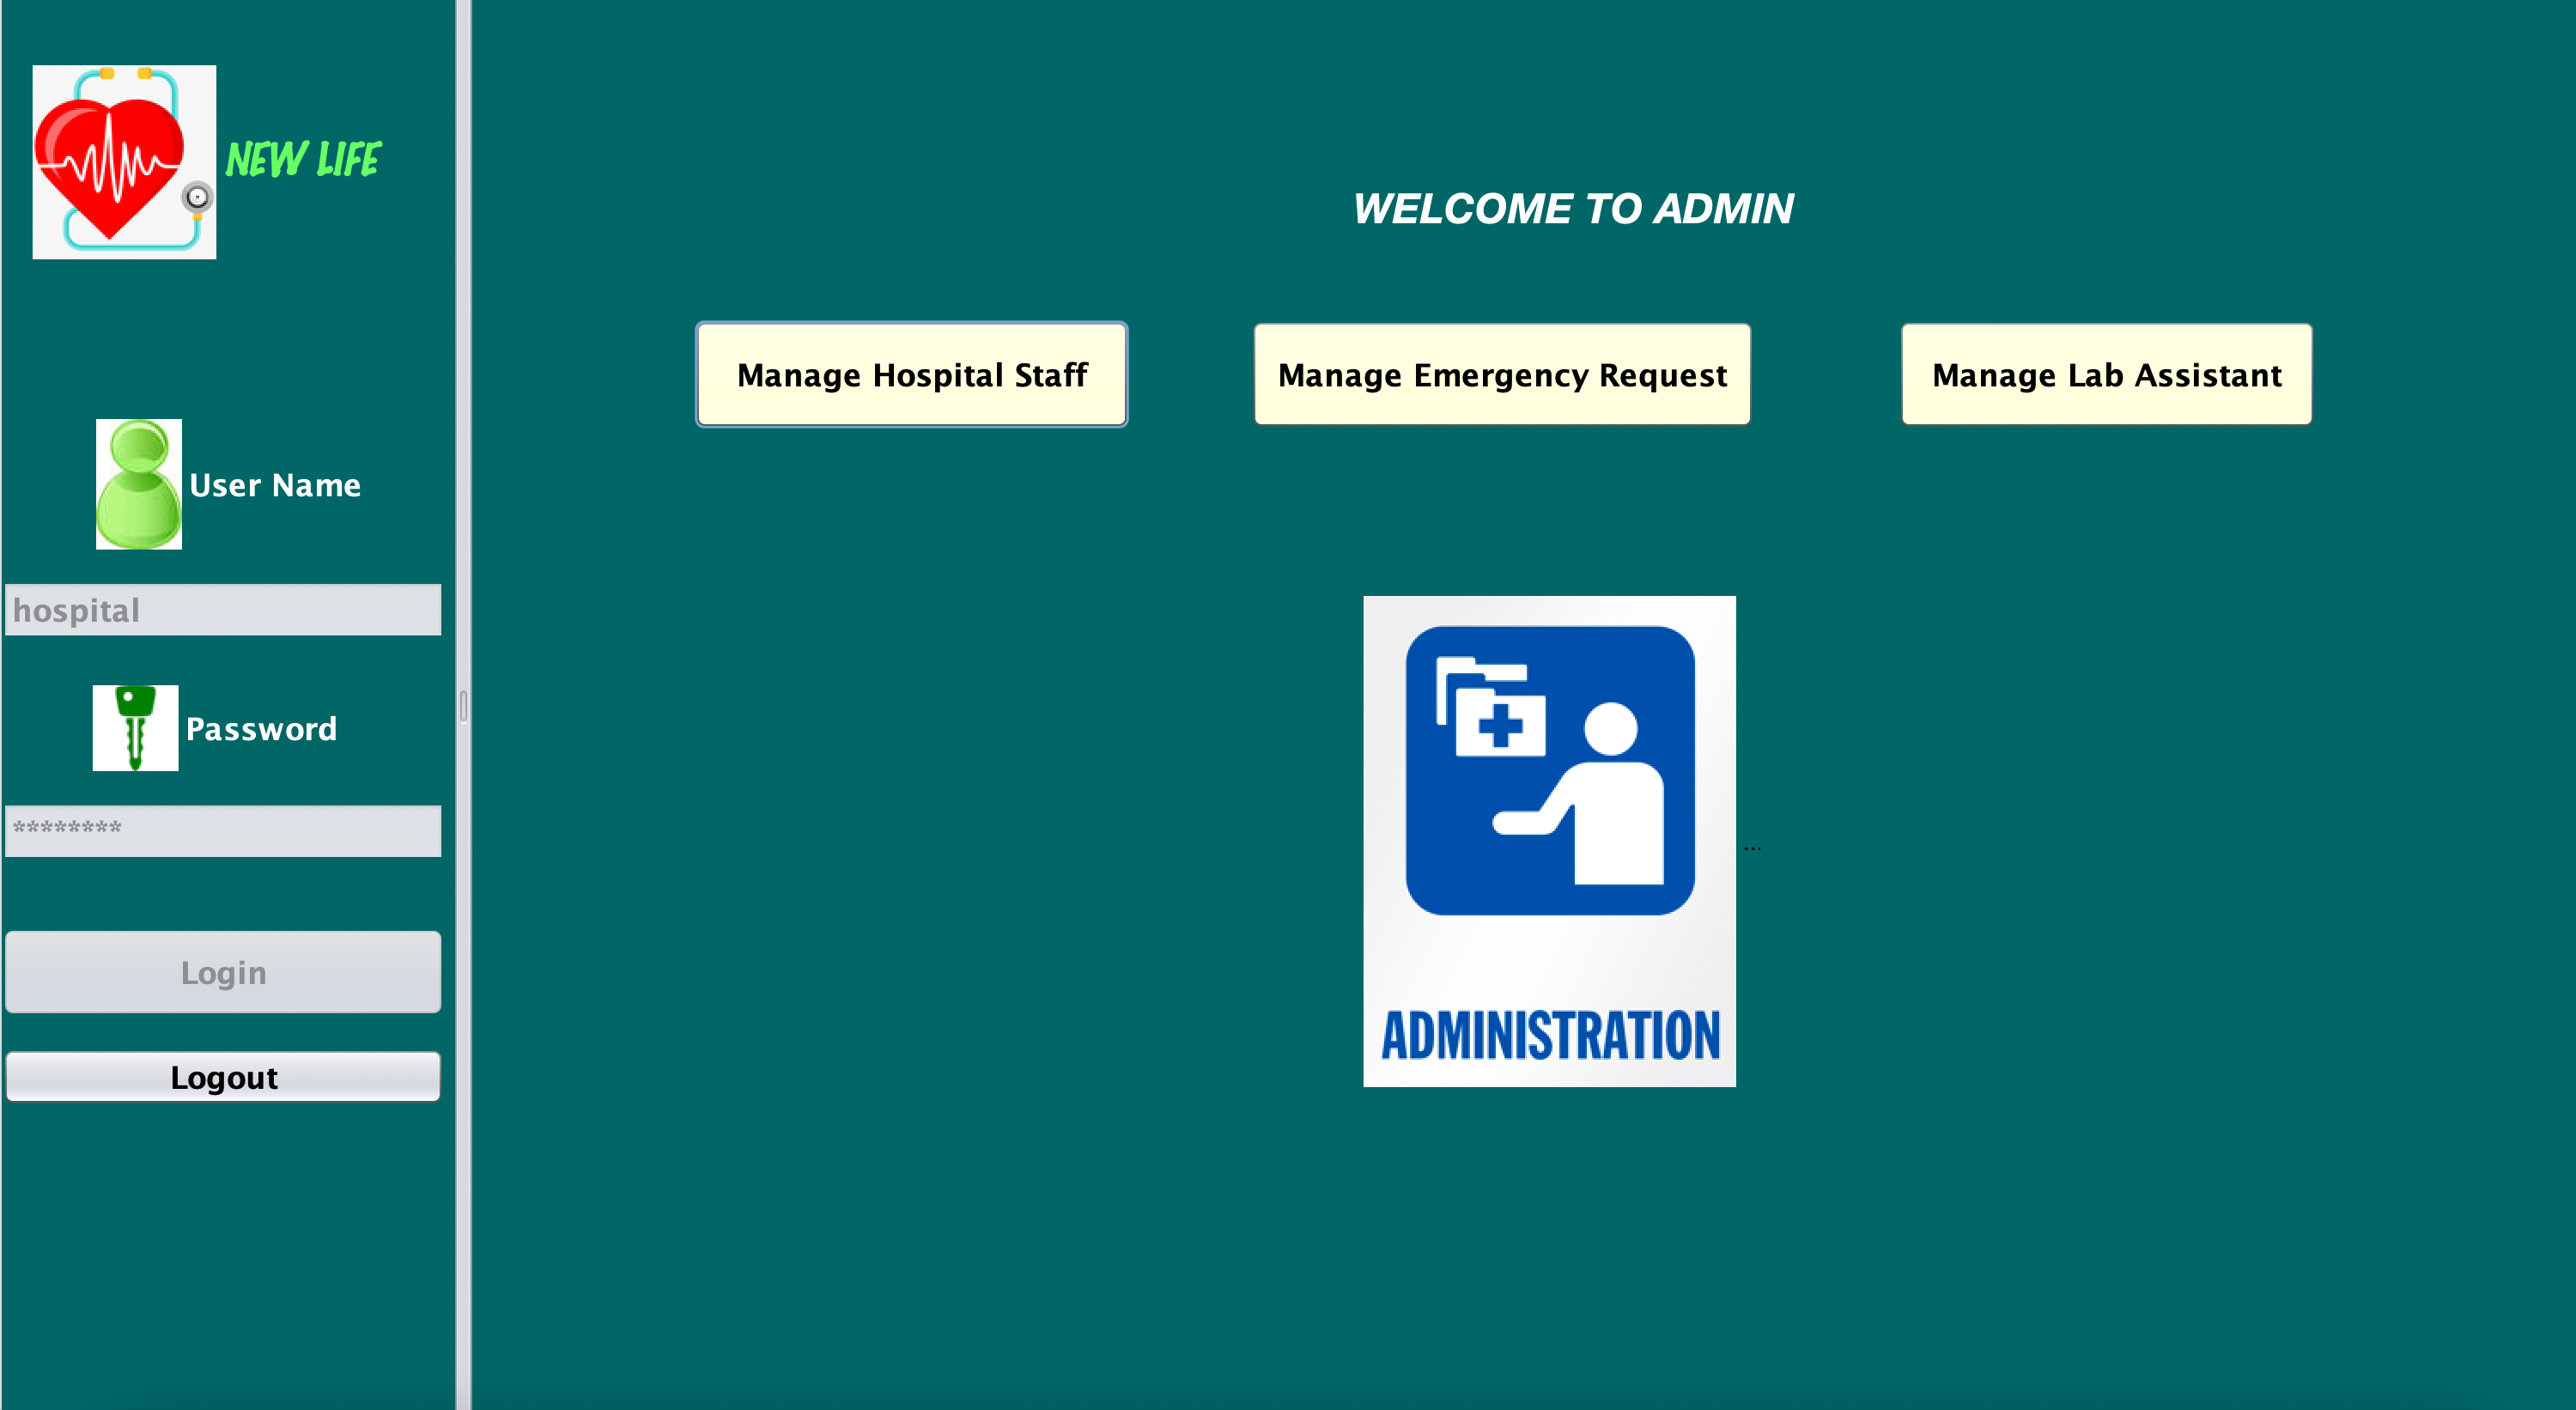 NEW LIFE
User Name
hospital
Password
********
Login
Logout
WELCOME TO ADMIN
Manage Hospital Staff
Manage Emergency Request
Manage Lab Assistant
...
ADMINISTRATION